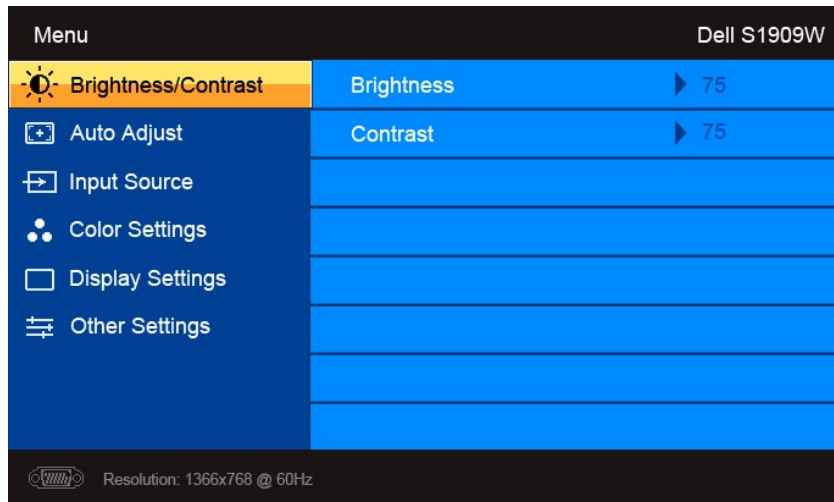 Menu Dell S1909W
Brightness/Contrast Brightness 75
Auto Adjust Contrast 75
Input Source
Color Settings
Display Settings
Other Settings
Resolution: 1366x768 @ 60Hz